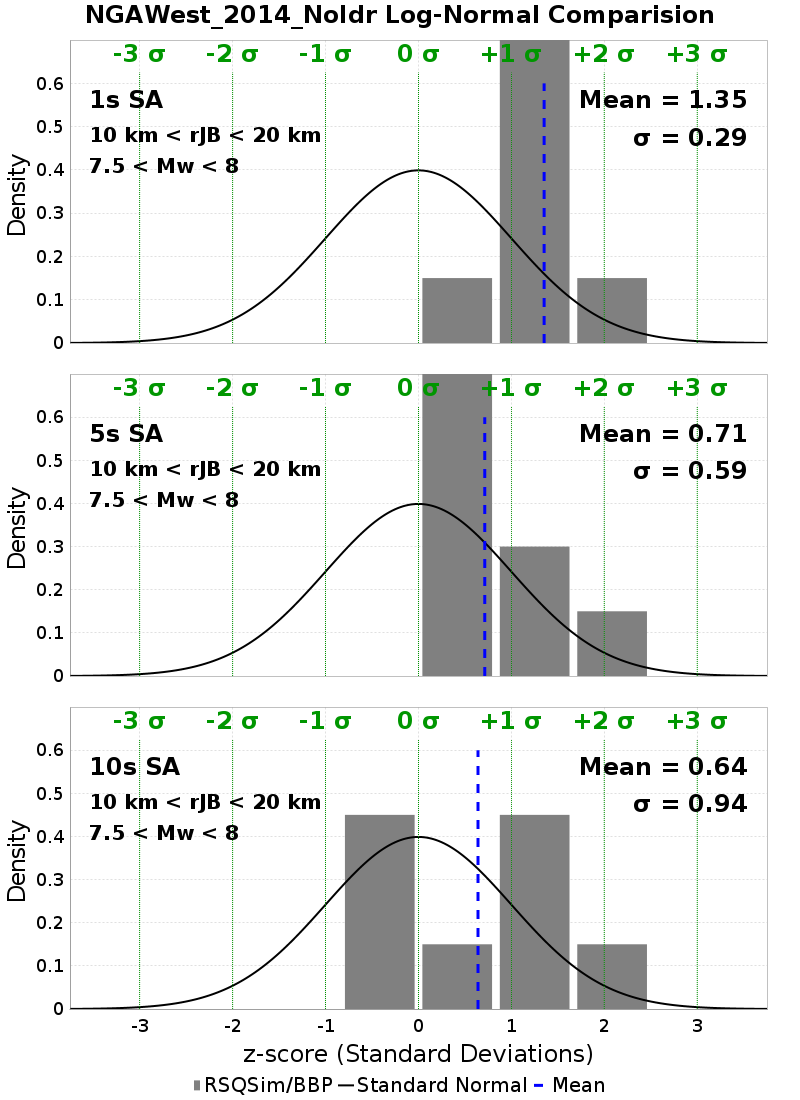 NGAWest_2014_NoIdr Log-Normal Comparision
-3 σ -2 σ -1 σ 0 σ +1 σ +2 σ +3 σ
1s SA
10 km < rJB < 20 km
7.5 < Mw < 8
Mean = 1.35
σ = 0.29
0.6
0.5
0.4
0.3
0.2
0.1
0
Density
-3 σ -2 σ -1 σ 0 σ +1 σ +2 σ +3 σ
5s SA
10 km < rJB < 20 km
7.5 < Mw < 8
Mean = 0.71
σ = 0.59
0.6
0.5
0.4
0.3
0.2
0.1
0
Density
-3 σ -2 σ -1 σ 0 σ +1 σ +2 σ +3 σ
10s SA
10 km < rJB < 20 km
7.5 < Mw < 8
Mean = 0.64
σ = 0.94
0.6
0.5
0.4
0.3
0.2
0.1
0
Density
-3 -2 -1 0 1 2 3
z-score (Standard Deviations)
RSQSim/BBP Standard Normal Mean